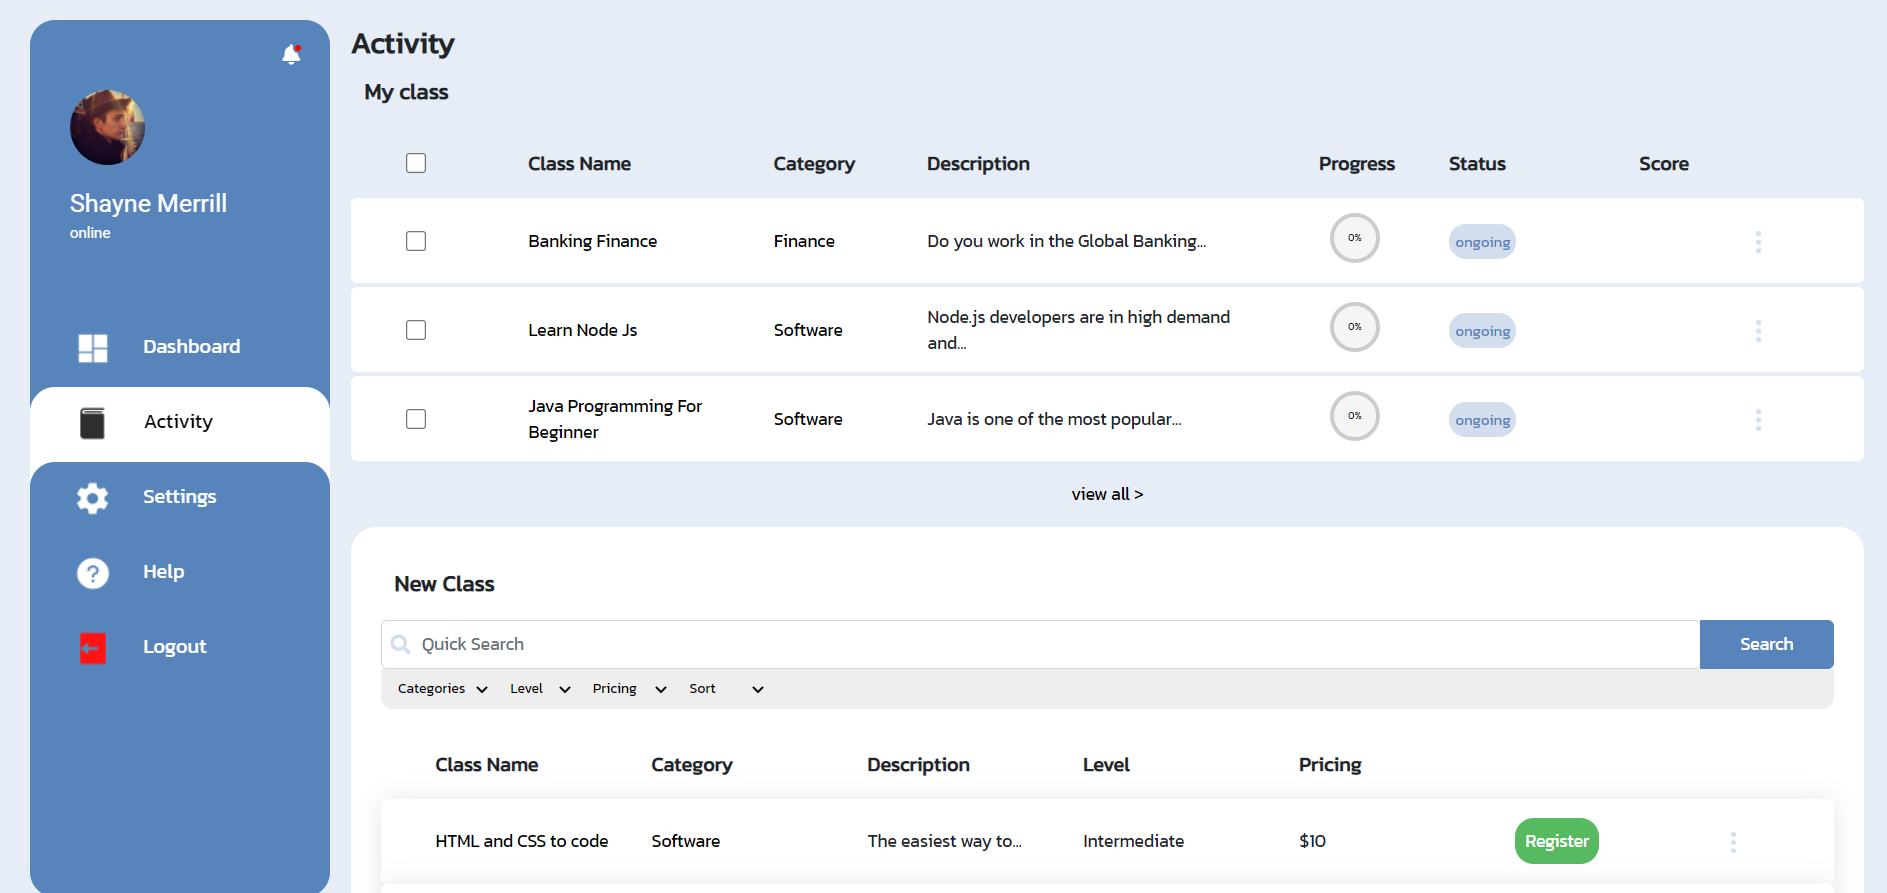 Shayne Merrill
online
Dashboard
Activity
Settings
Help
Logout
Activity
My class
Class Name Category Description Progress Status Score
Banking Finance Finance Do you work in the Global Banking... 0% ongoing
Learn Node Js Software Node.js developers are in high demand and... 0% ongoing
Java Programming For Beginner Software Java is one of the most popular... 0% ongoing
view all >
New Class
Quick Search Search
Categories Level Pricing Sort
Class Name Category Description Level Pricing
HTML and CSS to code Software The easiest way to... Intermediate $10 Register